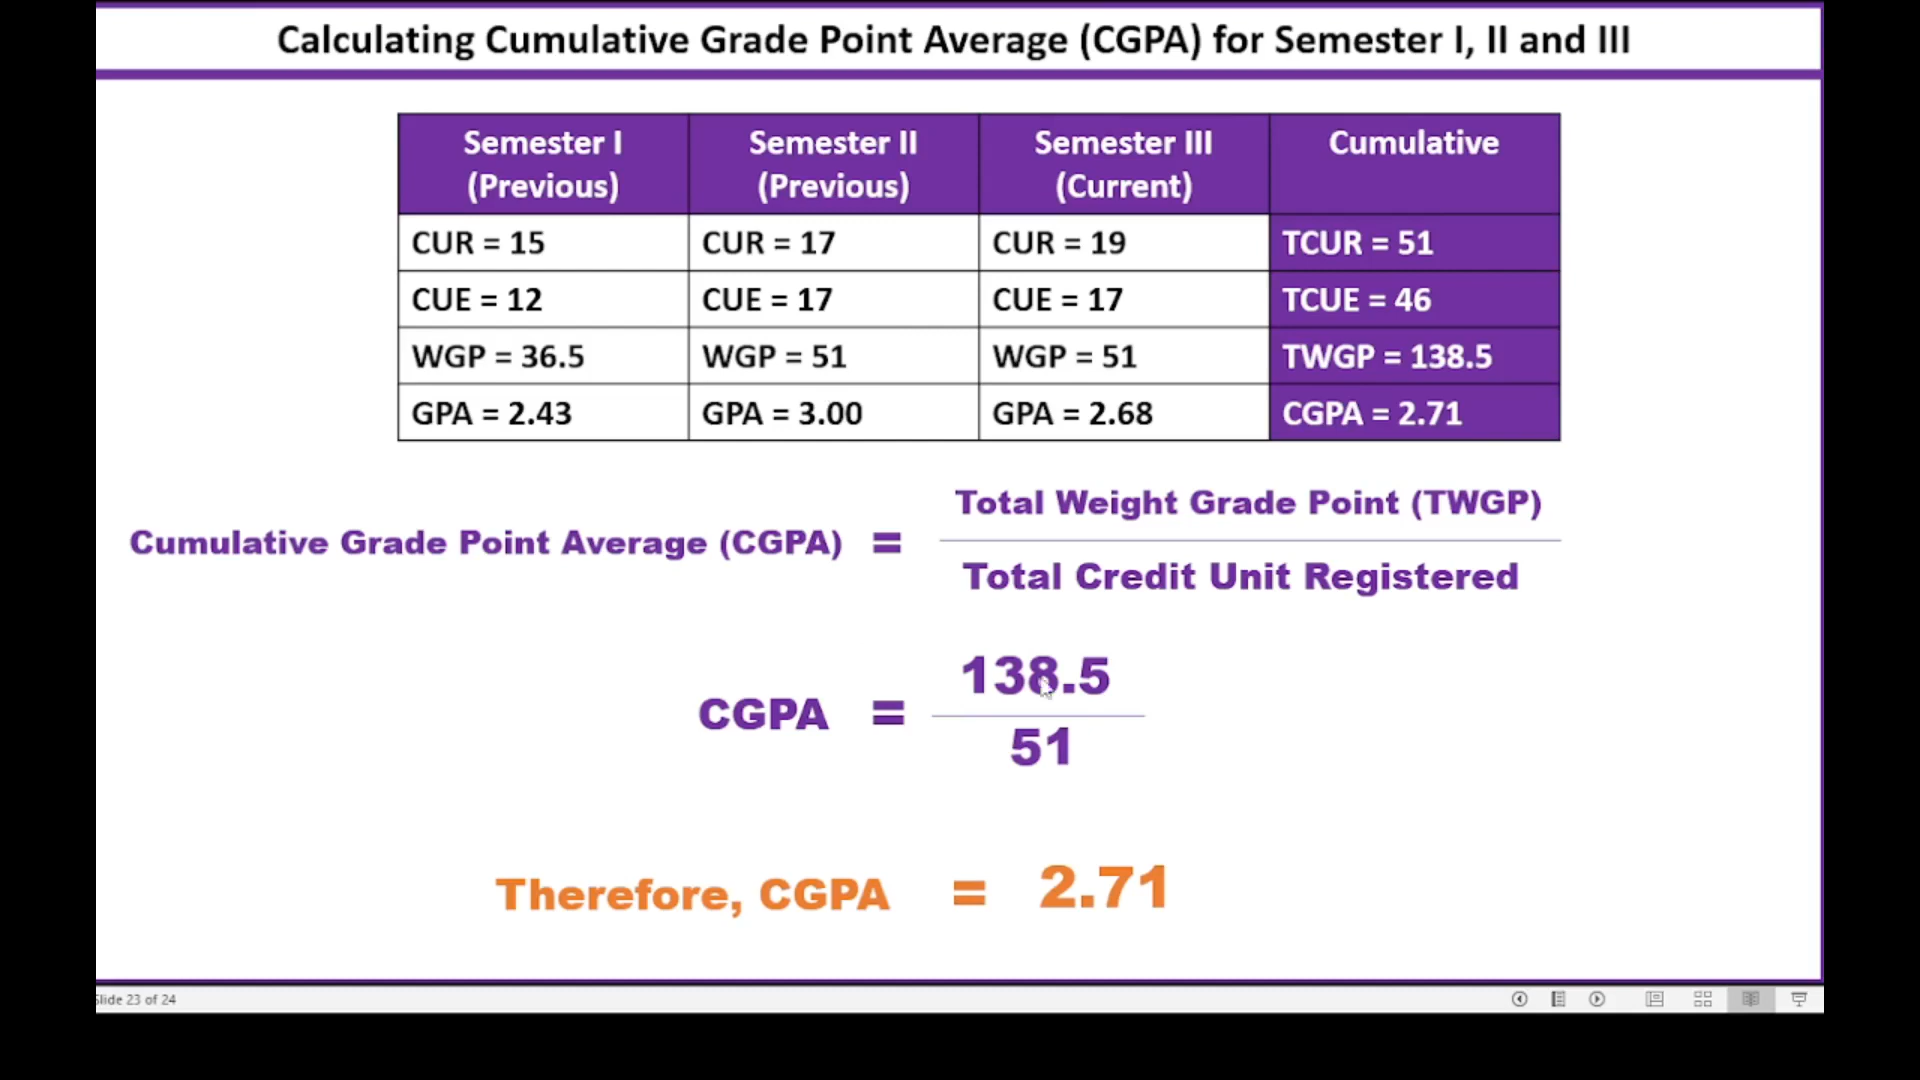 Calculating Cumulative Grade Point Average (CGPA) for Semester I, II and III
Semester I (Previous)
Semester II (Previous)
Semester III (Current)
Cumulative
CUR = 15
CUR = 17
CUR = 19
TCUR = 51
CUE = 12
CUE = 17
CUE = 17
TCUE = 46
WGP = 36.5
WGP = 51
WGP = 51
TWGP = 138.5
GPA = 2.43
GPA = 3.00
GPA = 2.68
CGPA = 2.71
Cumulative Grade Point Average (CGPA) =
Total Weight Grade Point (TWGP)
Total Credit Unit Registered
CGPA =
138.5
51
Therefore, CGPA = 2.71
Slide 23 of 24